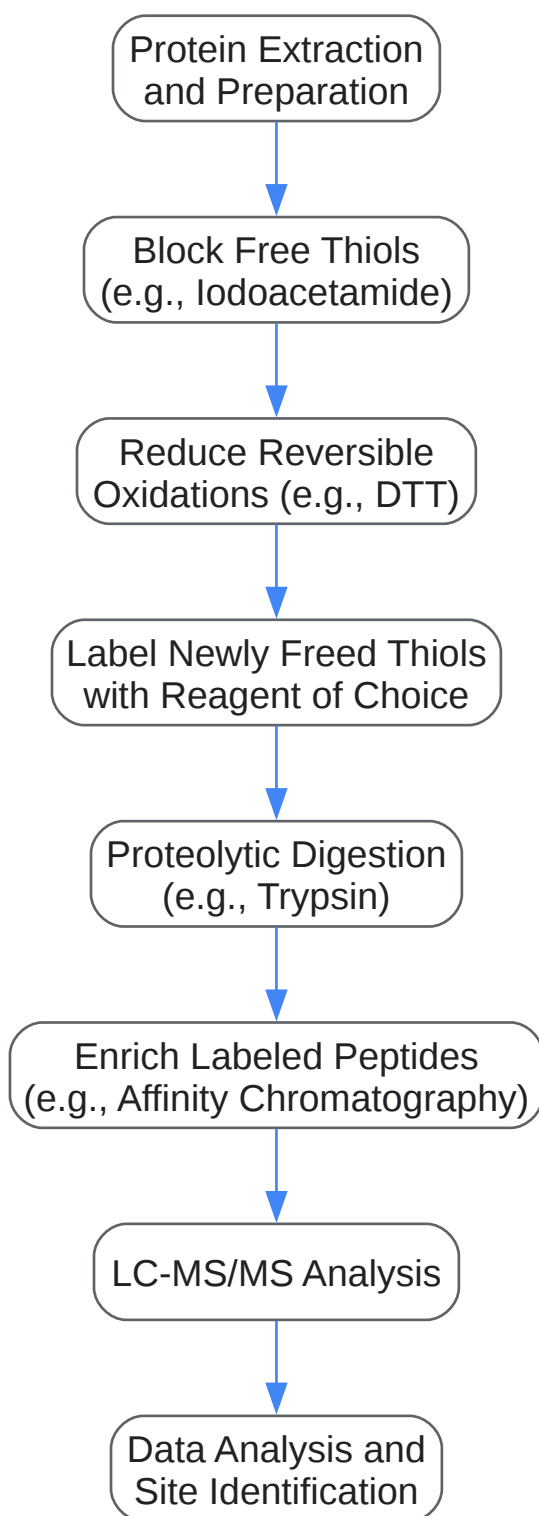 Protein Extraction
and Preparation
Block Free Thiols
(e.g., Iodoacetamide)
Reduce Reversible
Oxidations (e.g., DTT)
Label Newly Freed Thiols
with Reagent of Choice
Proteolytic Digestion
(e.g., Trypsin)
Enrich Labeled Peptides
(e.g., Affinity Chromatography)
LC-MS/MS Analysis
Data Analysis and
Site Identification